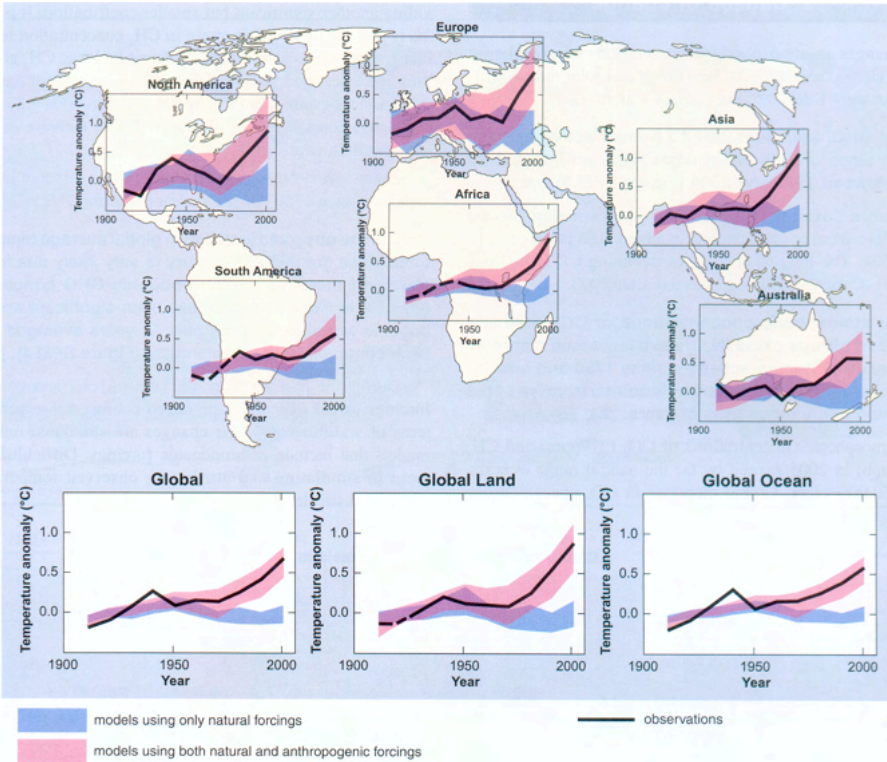 Europe
Temperature anomaly (°C)
1.0
0.5
0.0
1900
1950
2000
Year
North America
Temperature anomaly (°C)
1.0
0.5
0.0
1900
1950
2000
Year
Asia
Temperature anomaly (°C)
1.0
0.5
0.0
1900
1950
2000
Year
Africa
Temperature anomaly (°C)
1.0
0.5
0.0
1900
1950
2000
Year
South America
Temperature anomaly (°C)
1.0
0.5
0.0
1900
1950
2000
Year
Australia
Temperature anomaly (°C)
1.0
0.5
0.0
1900
1950
2000
Year
Global
Temperature anomaly (°C)
1.0
0.5
0.0
1900
1950
2000
Year
Global Land
Temperature anomaly (°C)
1.0
0.5
0.0
1900
1950
2000
Year
Global Ocean
Temperature anomaly (°C)
1.0
0.5
0.0
1900
1950
2000
Year
models using only natural forcings
observations
models using both natural and anthropogenic forcings